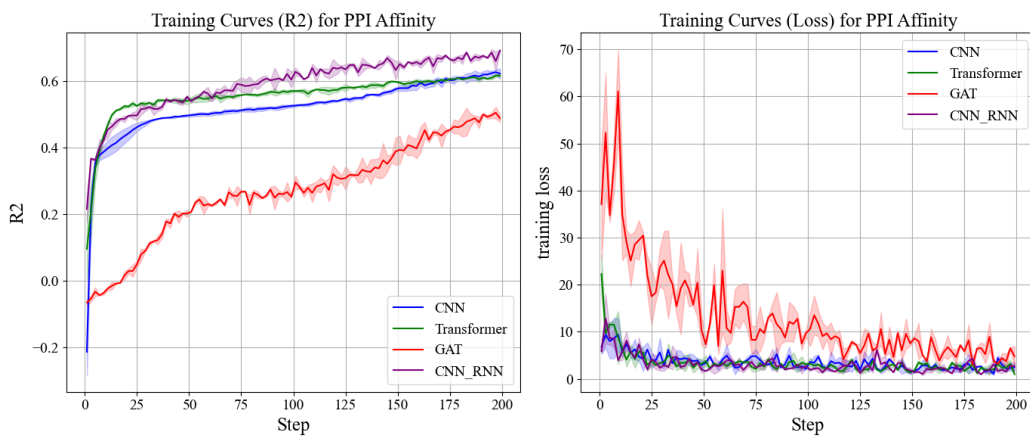 Training Curves (R2) for PPI Affinity
R2
0.6
0.4
0.2
0.0
−0.2
0 25 50 75 100 125 150 175 200
Step
CNN
Transformer
GAT
CNN_RNN
Training Curves (Loss) for PPI Affinity
training loss
70
60
50
40
30
20
10
0
0 25 50 75 100 125 150 175 200
Step
CNN
Transformer
GAT
CNN_RNN